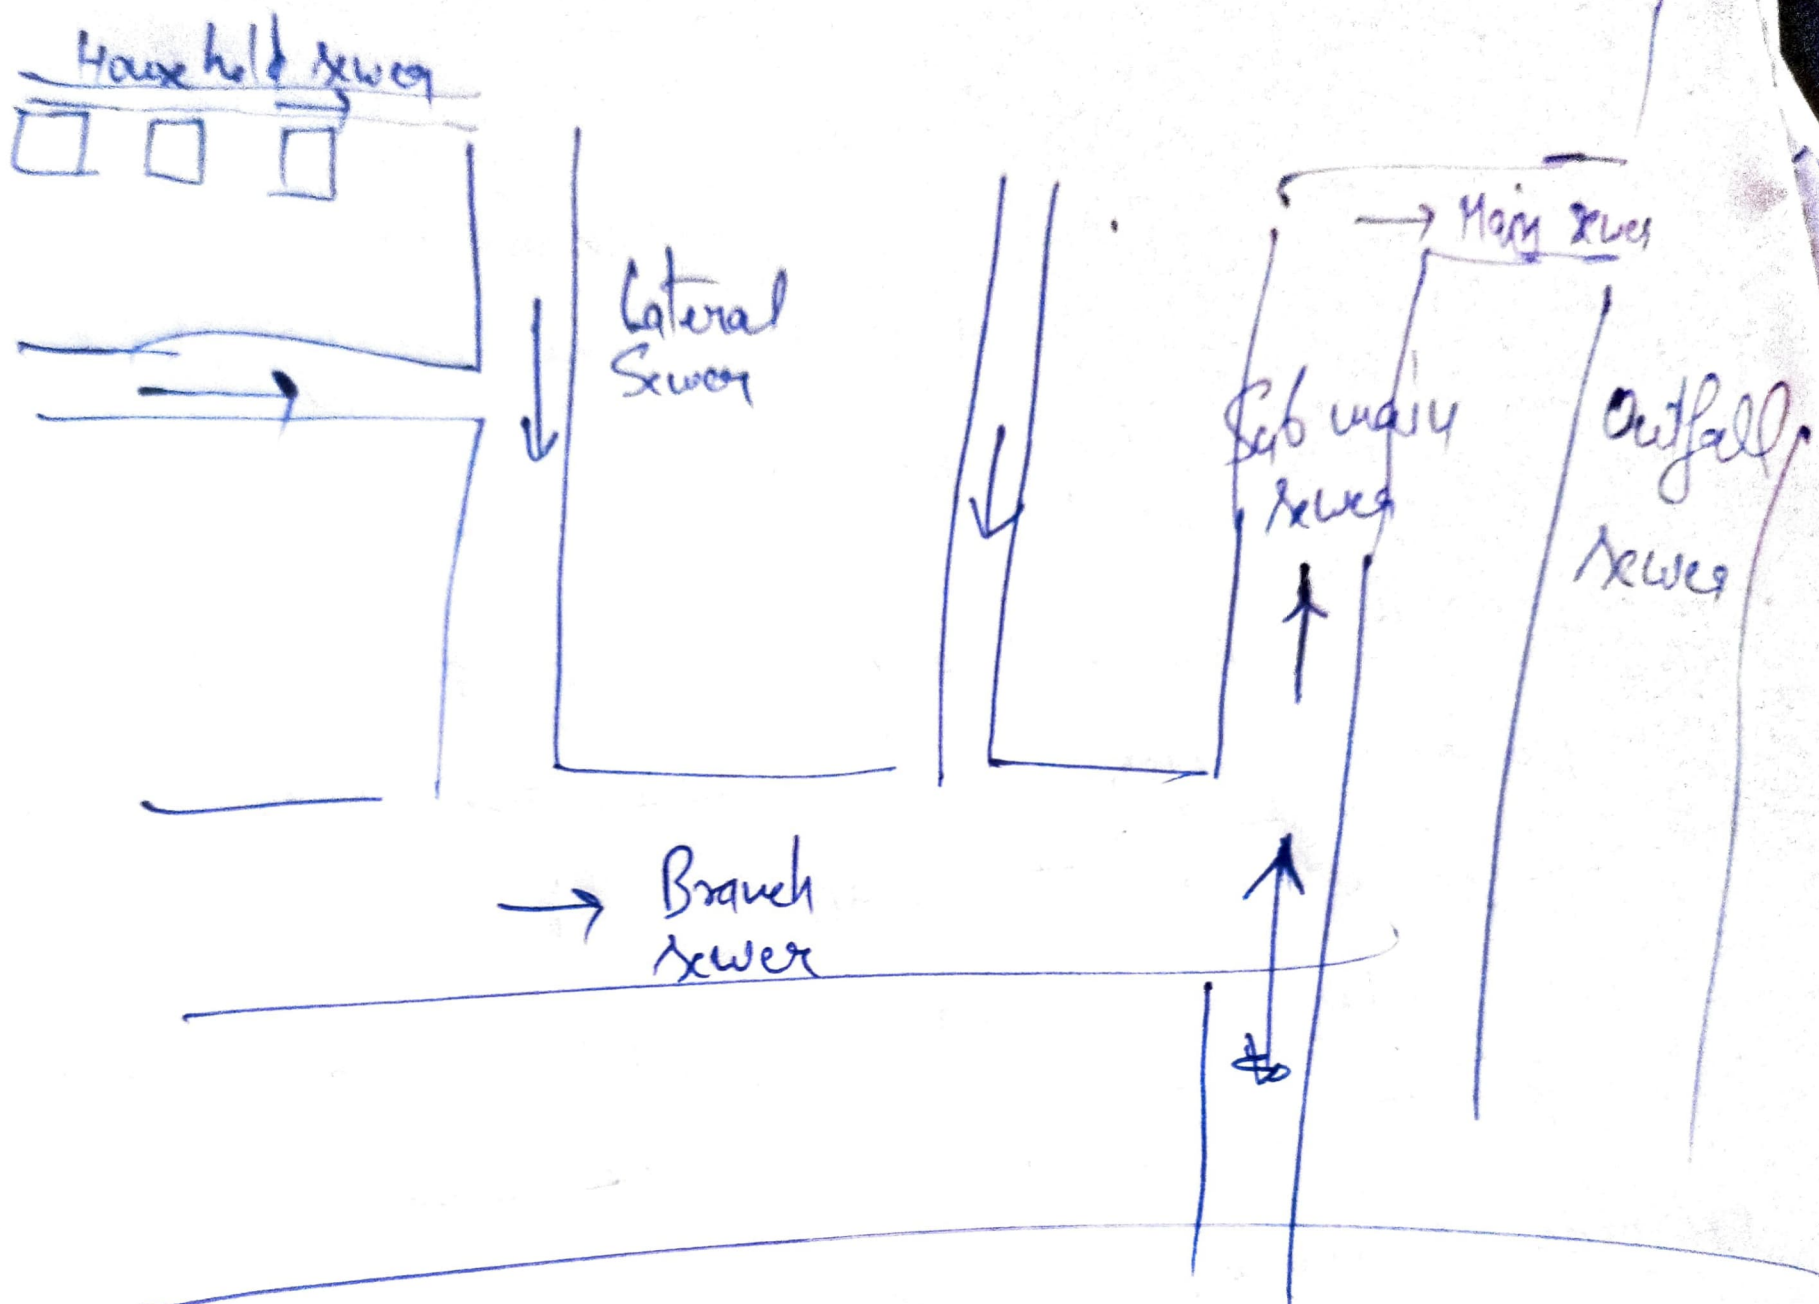 Household sewer
Lateral
Sewer
Main sewer
Sub main
sewer
Outfall
sewer
Branch
sewer